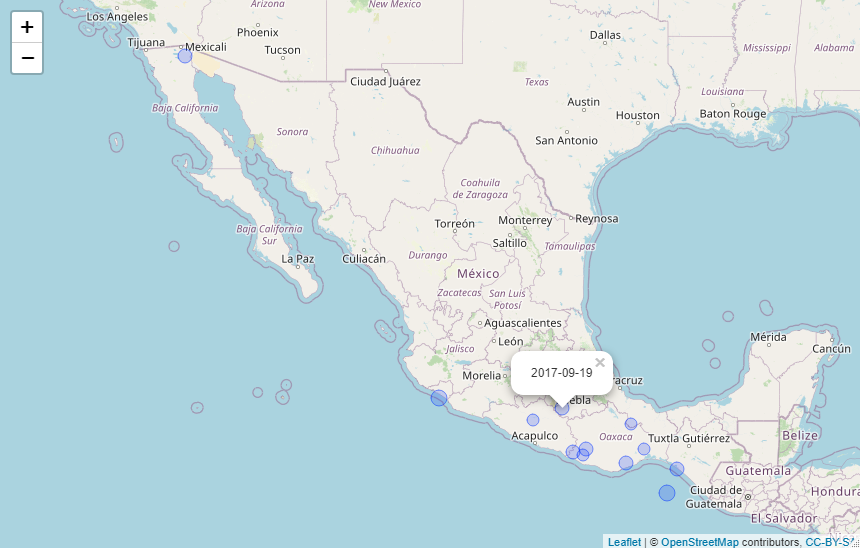 +
−
Los Angeles
Arizona
New Mexico
Phoenix
Dallas
Tijuana
Mexicali
Tucson
Mississippi
Alabama
Ciudad Juárez
Texas
Louisiana
Baja California
Austin
Houston
Baton Rouge
Sonora
San Antonio
Chihuahua
Coahuila
de Zaragoza
Baja California
Sur
Torreón
Monterrey
Reynosa
Saltillo
Tamaulipas
La Paz
Culiacán
Durango
México
Zacatecas
San Luis
Potosí
Aguascalientes
León
Jalisco
Mérida
Cancún
2017-09-19
×
Morelia
Acapulco
Oaxaca
Tuxtla Gutiérrez
Belize
Guatemala
Ciudad de
Guatemala
El Salvador
Leaflet | © OpenStreetMap contributors, CC-BY-SA